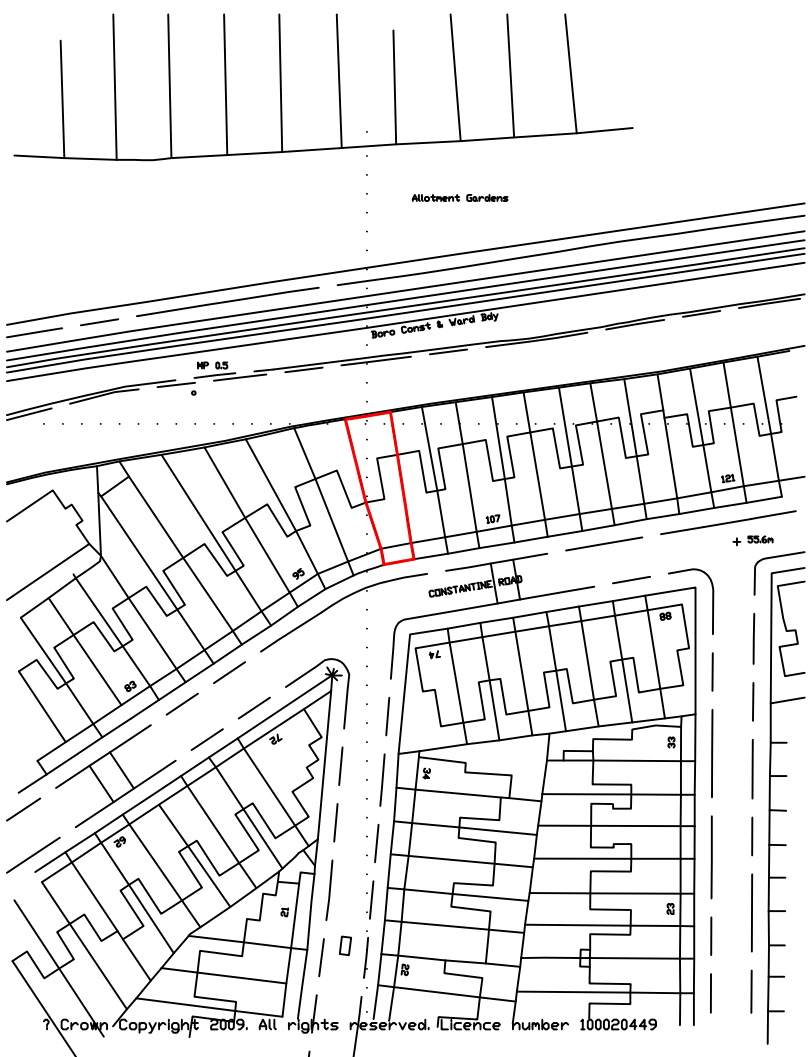 Allotment Gardens
Boro Const & Ward Bdy
MP 0.5
121
107
55.6m
95
CONSTANTINE ROAD
88
74
83
72
33
34
62
21
23
22
? Crown Copyright 2009. All rights reserved. Licence number 100020449